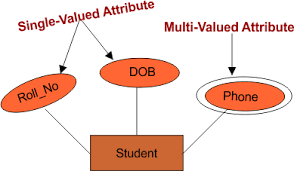 Single-Valued Attribute
Multi-Valued Attribute
Roll_No
DOB
Phone
Student